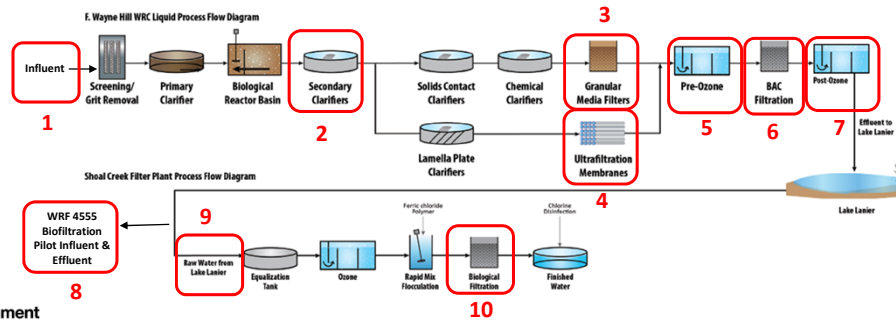 F. Wayne Hill WRC Liquid Process Flow Diagram
3
Influent
Screening/
Grit Removal
Primary
Clarifier
Biological
Reactor Basin
Secondary
Clarifiers
Solids Contact
Clarifiers
Chemical
Clarifiers
Granular
Media Filters
Pre-Ozone
BAC
Filtration
Post-Ozone
1
2
5
6
7
Lamella Plate
Clarifiers
Ultrafiltration
Membranes
4
Effluent to
Lake Lanier
Lake Lanier
Shoal Creek Filter Plant Process Flow Diagram
WRF 4555
Biofiltration
Pilot Influent &
Effluent
8
9
Raw Water from
Lake Lanier
Equalization
Tank
Ozone
Ferric chloride
Polymer
Rapid Mix
Flocculation
Biological
Filtration
10
Chlorine
Disinfection
Finished
Water
ment